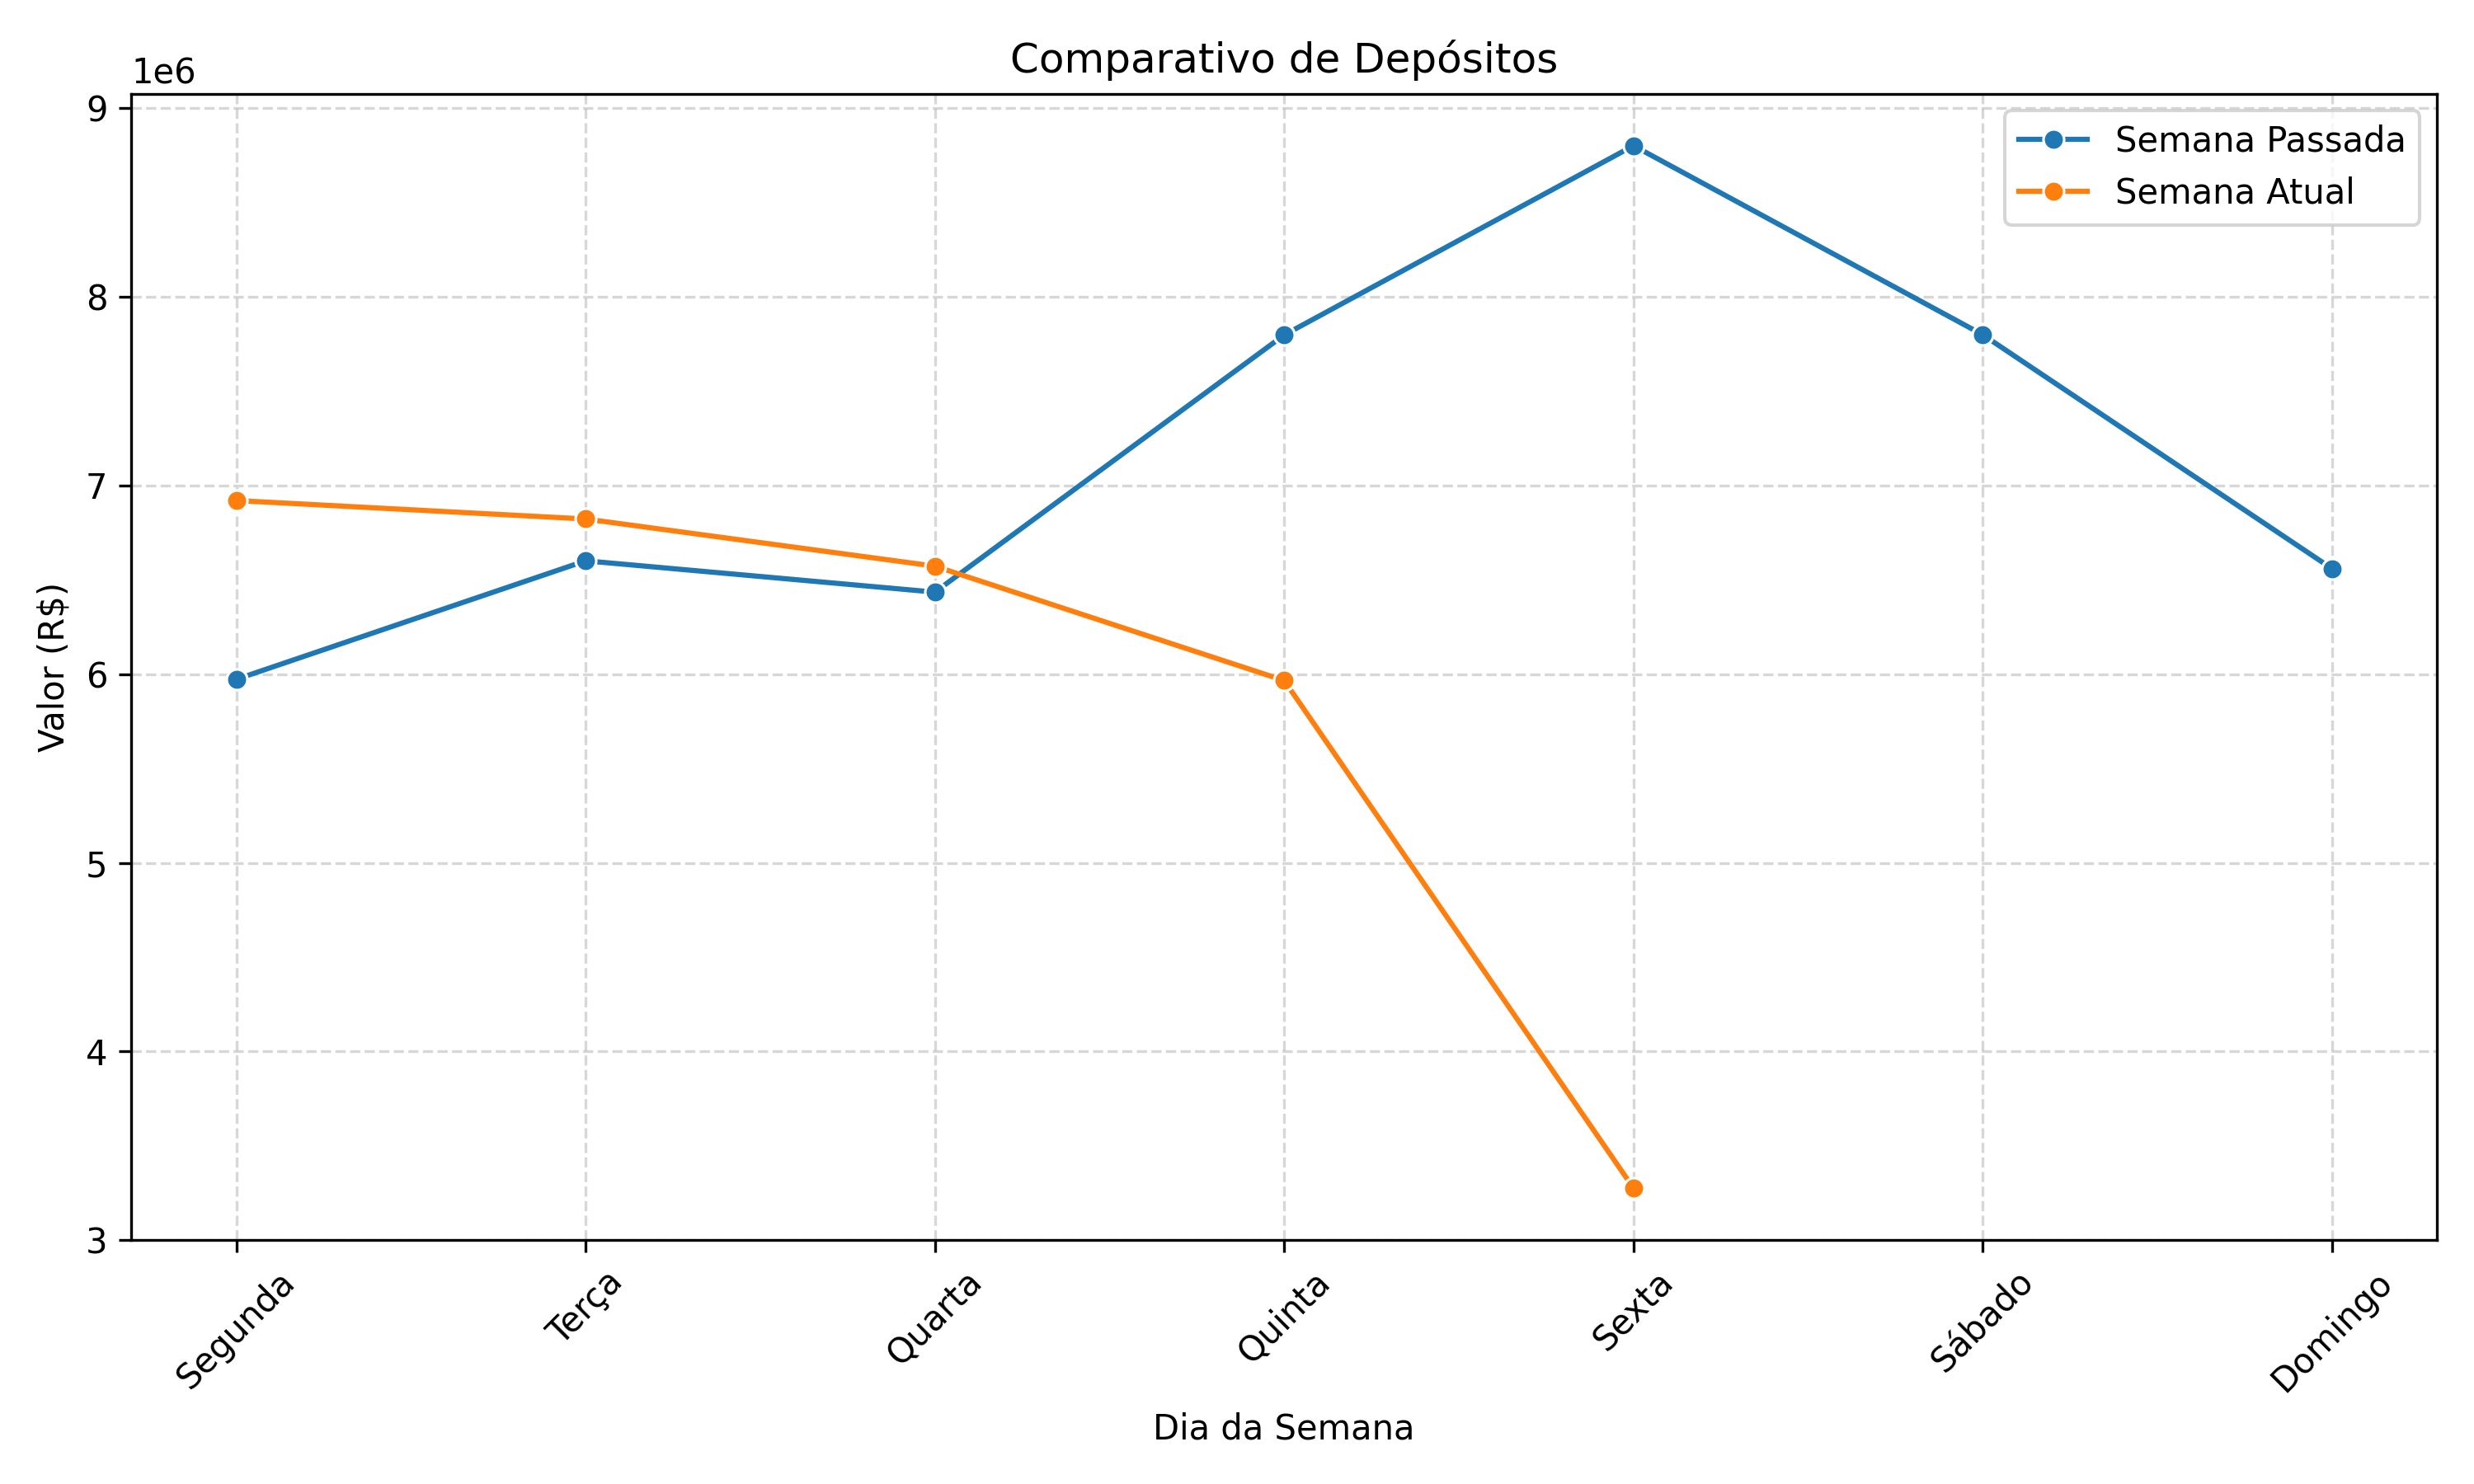 Comparativo de Depósitos
1e6
9
8
7
6
5
4
3
Valor (R$)
Semana Passada
Semana Atual
Segunda
Terça
Quarta
Quinta
Sexta
Sábado
Domingo
Dia da Semana